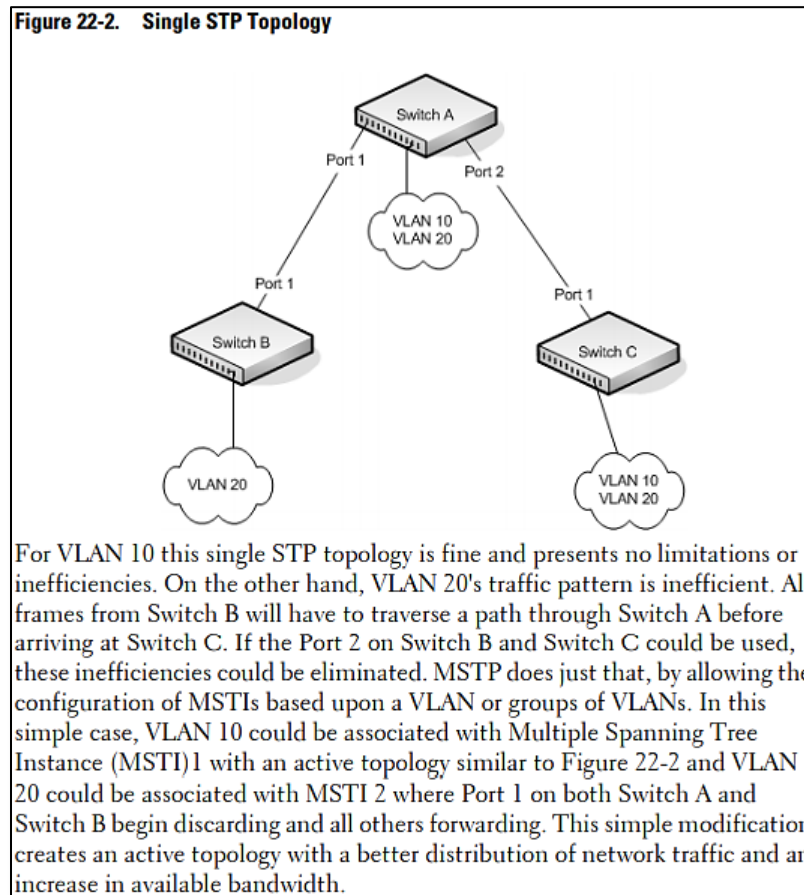 Figure 22-2. Single STP Topology
Switch A
Port 1
Port 2
VLAN 10
VLAN 20
Port 1
Port 1
Switch B
Switch C
VLAN 20
VLAN 10
VLAN 20
For VLAN 10 this single STP topology is fine and presents no limitations or
inefficiencies. On the other hand, VLAN 20's traffic pattern is inefficient. Al
frames from Switch B will have to traverse a path through Switch A before
arriving at Switch C. If the Port 2 on Switch B and Switch C could be used,
these inefficiencies could be eliminated. MSTP does just that, by allowing the
configuration of MSTIs based upon a VLAN or groups of VLANs. In this
simple case, VLAN 10 could be associated with Multiple Spanning Tree
Instance (MSTI)1 with an active topology similar to Figure 22-2 and VLAN
20 could be associated with MSTI 2 where Port 1 on both Switch A and
Switch B begin discarding and all others forwarding. This simple modification
creates an active topology with a better distribution of network traffic and an
increase in available bandwidth.